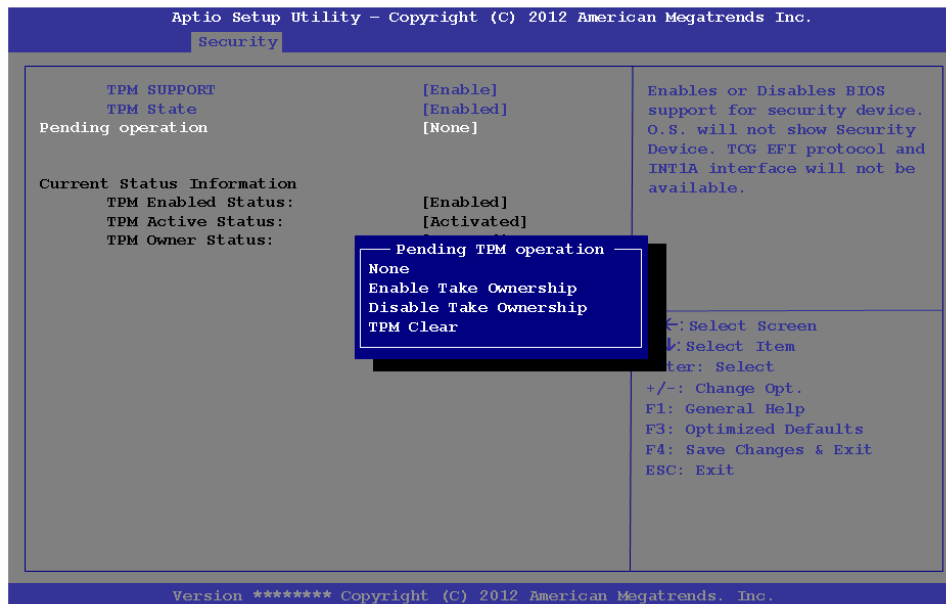 Aptio Setup Utility – Copyright (C) 2012 American Megatrends Inc.
Security
TPM SUPPORT [Enable]
TPM State [Enabled]
Pending operation [None]
Current Status Information
TPM Enabled Status: [Enabled]
TPM Active Status: [Activated]
TPM Owner Status:
Pending TPM operation
None
Enable Take Ownership
Disable Take Ownership
TPM Clear
Enables or Disables BIOS
support for security device.
O.S. will not show Security
Device. TCG EFI protocol and
INT1A interface will not be
available.
←:Select Screen
↓:Select Item
ter: Select
+/-: Change Opt.
F1: General Help
F3: Optimized Defaults
F4: Save Changes & Exit
ESC: Exit
Version ******** Copyright (C) 2012 American Megatrends. Inc.